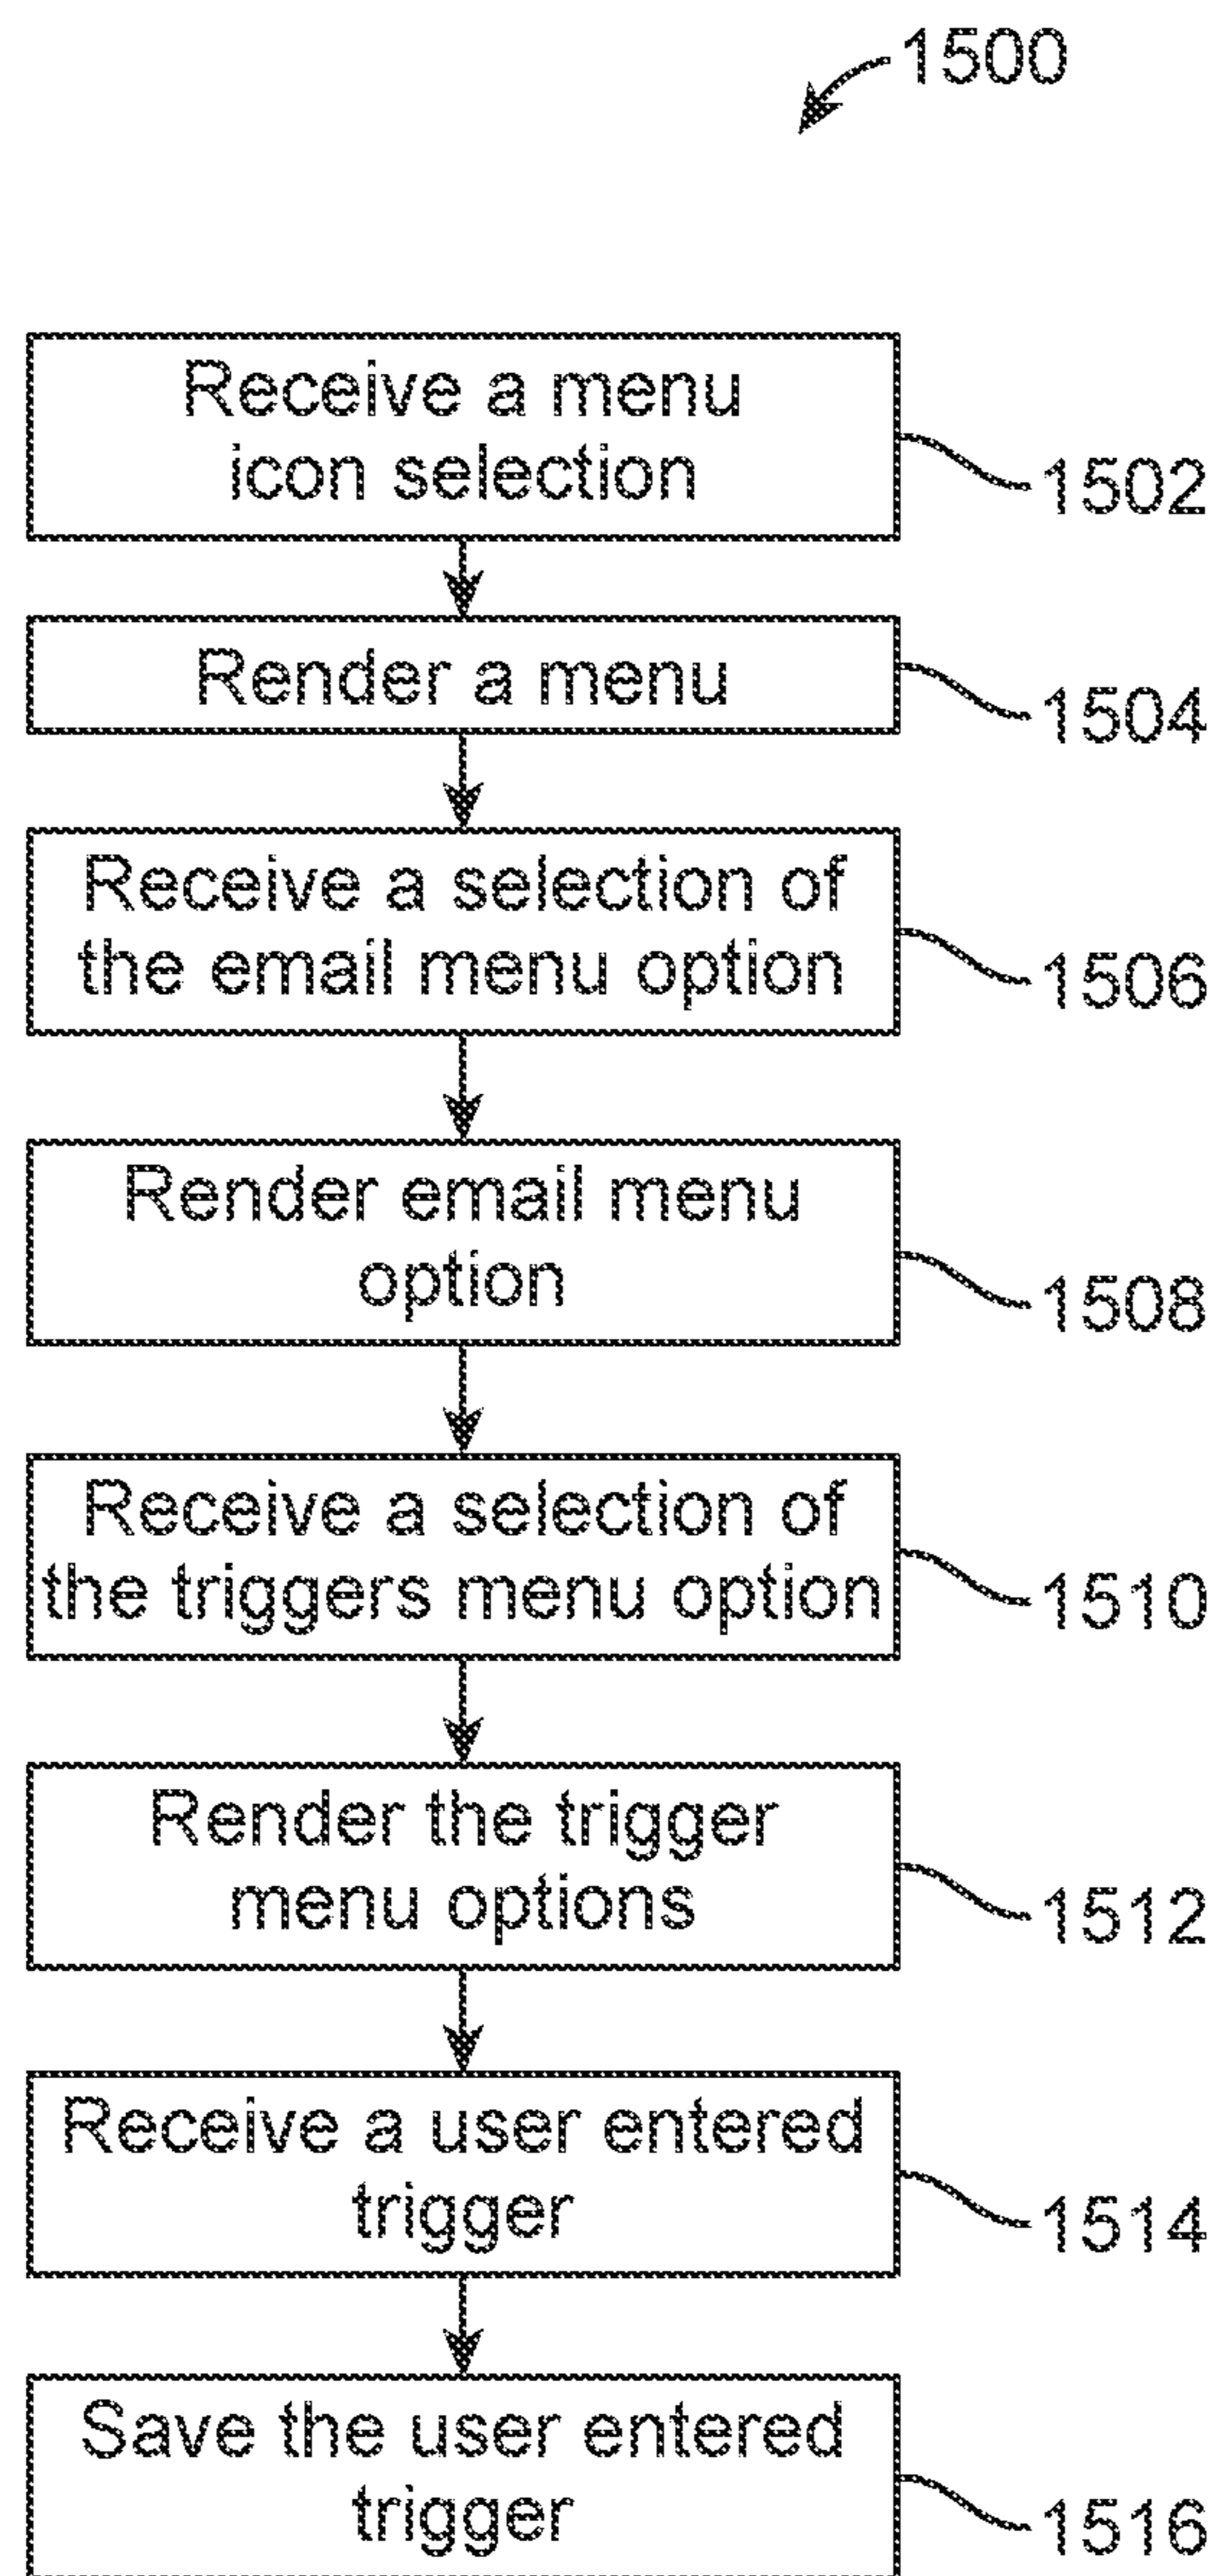 1500
Receive a menu
icon selection
1502
Render a menu
1504
Receive a selection of
the email menu option
1506
Render email menu
option
1508
Receive a selection of
the triggers menu option
1510
Render the trigger
menu options
1512
Receive a user entered
trigger
1514
Save the user entered
trigger
1516